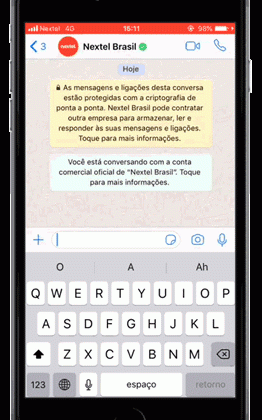 Nextel 4G 15:11 98%
3 nextel Nextel Brasil
Hoje
As mensagens e ligações desta conversa
estão protegidas com a criptografia de
ponta a ponta. Nextel Brasil pode contratar
outra empresa para armazenar, ler e
responder às suas mensagens e ligações.
Toque para mais informações.
Você está conversando com a conta
comercial oficial de "Nextel Brasil". Toque
para mais informações.
O A Ah
Q W E R T Y U I O P
A S D F G H J K L
Z X C V B N M
123 espaço retorno